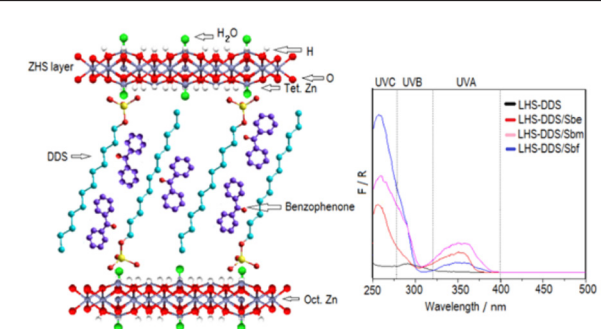 H2O
H
ZHS layer
O
Tet. Zn
DDS
Benzophenone
Oct. Zn
UVC UVB UVA
LHS-DDS
LHS-DDS/Sbe
LHS-DDS/Sbm
LHS-DDS/Sbf
F / R
250 300 350 400 450 500
Wavelength / nm